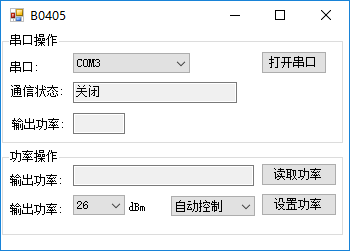 B0405
串口操作
串口: COM3 打开串口
通信状态: 关闭
输出功率:
功率操作
输出功率: 读取功率
输出功率: 26 dBm 自动控制 设置功率